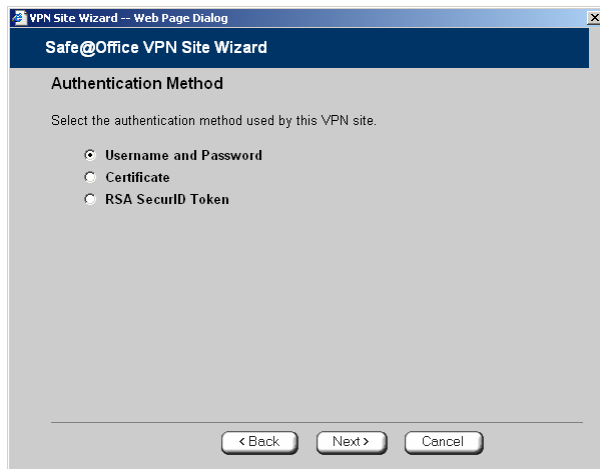 VPN Site Wizard -- Web Page Dialog
Safe@Office VPN Site Wizard
Authentication Method
Select the authentication method used by this VPN site.
Username and Password
Certificate
RSA SecurID Token
< Back Next > Cancel